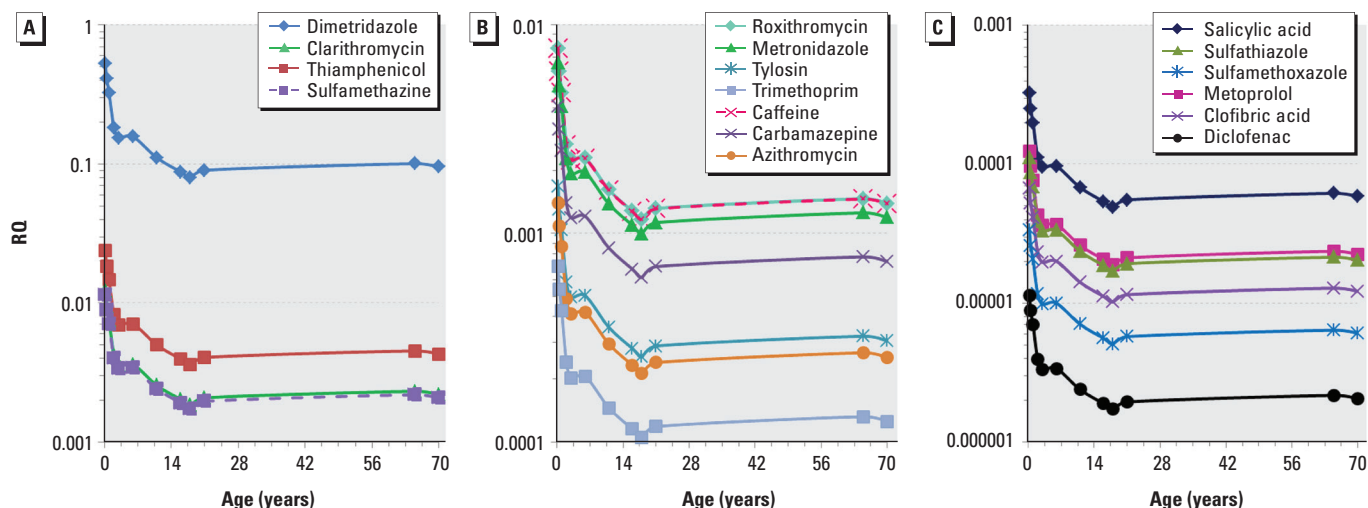 A
1
0.1
0.01
0.001
RQ
Dimetridazole
Clarithromycin
Thiamphenicol
Sulfamethazine
0 14 28 42 56 70
Age (years)
B
0.01
0.001
0.0001
Roxithromycin
Metronidazole
Tylosin
Trimethoprim
Caffeine
Carbamazepine
Azithromycin
0 14 28 42 56 70
Age (years)
C
0.001
0.0001
0.00001
0.000001
Salicylic acid
Sulfathiazole
Sulfamethoxazole
Metoprolol
Clofibric acid
Diclofenac
0 14 28 42 56 70
Age (years)